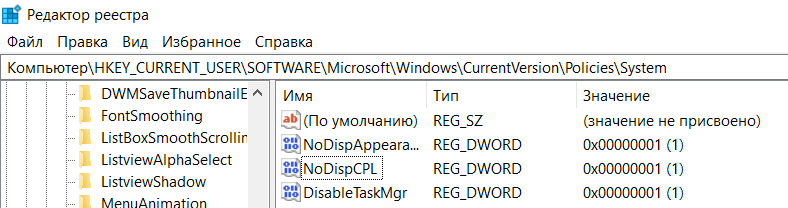 Редактор реестра
Файл Правка Вид Избранное Справка
Компьютер\HKEY_CURRENT_USER\SOFTWARE\Microsoft\Windows\CurrentVersion\Policies\System
DWMSaveThumbnailE
FontSmoothing
ListBoxSmoothScrollin
ListviewAlphaSelect
ListviewShadow
MenuAnimation
Имя Тип Значение
ab (По умолчанию) REG_SZ (значение не присвоено)
NoDispAppeara... REG_DWORD 0x00000001 (1)
NoDispCPL REG_DWORD 0x00000001 (1)
DisableTaskMgr REG_DWORD 0x00000001 (1)